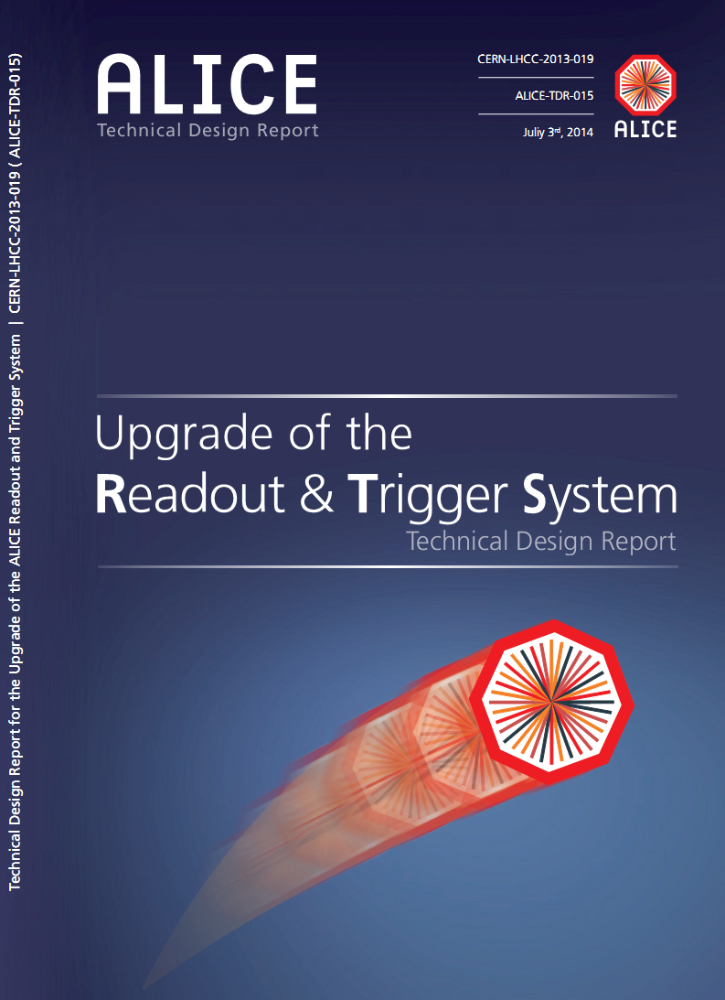 ALICE
Technical Design Report
CERN-LHCC-2013-019
ALICE-TDR-015
Juliy 3rd, 2014
ALICE
Upgrade of the
Readout & Trigger System
Technical Design Report
Technical Design Report for the Upgrade of the ALICE Readout and Trigger System | CERN-LHCC-2013-019 ( ALICE-TDR-015)